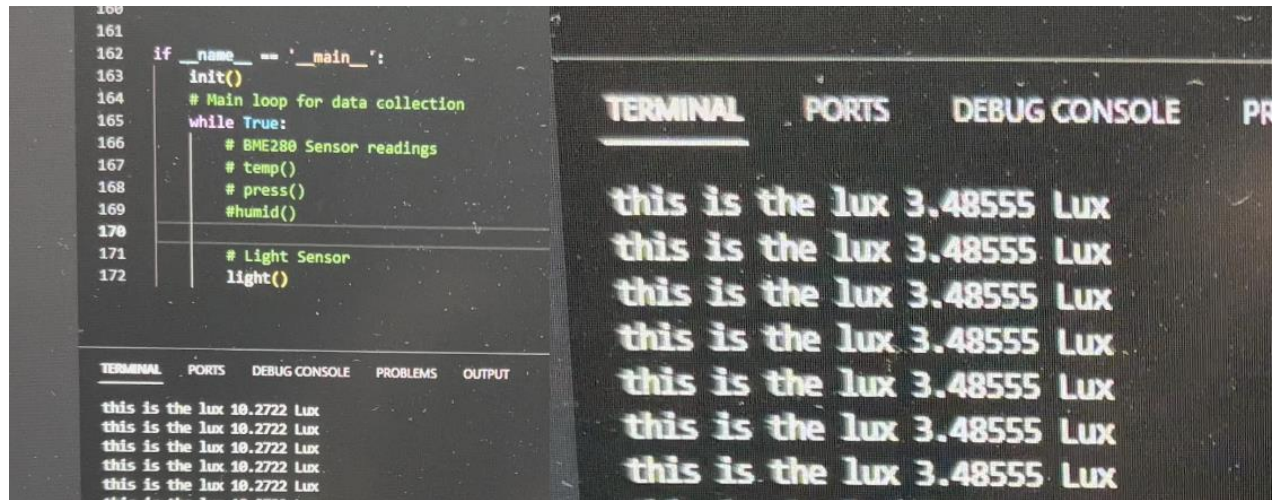 160
161
162 if __name__ == '__main__':
163 init()
164 # Main loop for data collection
165 while True:
166 # BME280 Sensor readings
167 # temp()
168 # press()
169 #humid()
170
171 # Light Sensor
172 light()
TERMINAL PORTS DEBUG CONSOLE PROBLEMS OUTPUT
this is the lux 10.2722 Lux
this is the lux 10.2722 Lux
this is the lux 10.2722 Lux
this is the lux 10.2722 Lux
this is the lux 10.2722 Lux
TERMINAL PORTS DEBUG CONSOLE PR
this is the lux 3.48555 Lux
this is the lux 3.48555 Lux
this is the lux 3.48555 Lux
this is the lux 3.48555 Lux
this is the lux 3.48555 Lux
this is the lux 3.48555 Lux
this is the lux 3.48555 Lux